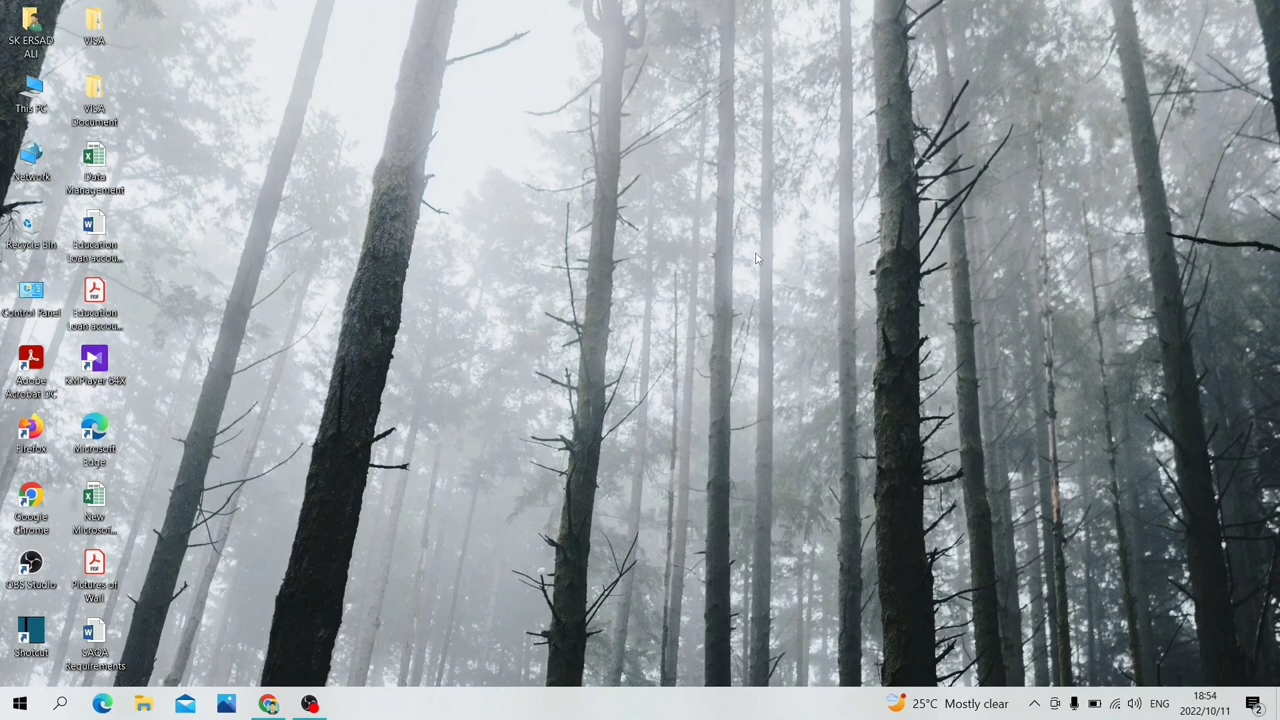 SK ERSAD
ALI
This PC
Network
Recycle Bin
Control Panel
Adobe
Acrobat DC
Firefox
Google
Chrome
OBS Studio
Shotcut
VISA
VISA
Document
Data
Management
Education
Loan accou...
Education
Loan accou...
KMPlayer 64X
Microsoft
Edge
New
Microsof...
Pictures of
Wall
SAQA
Requirements
25°C Mostly clear
ENG
18:54
2022/10/11
2